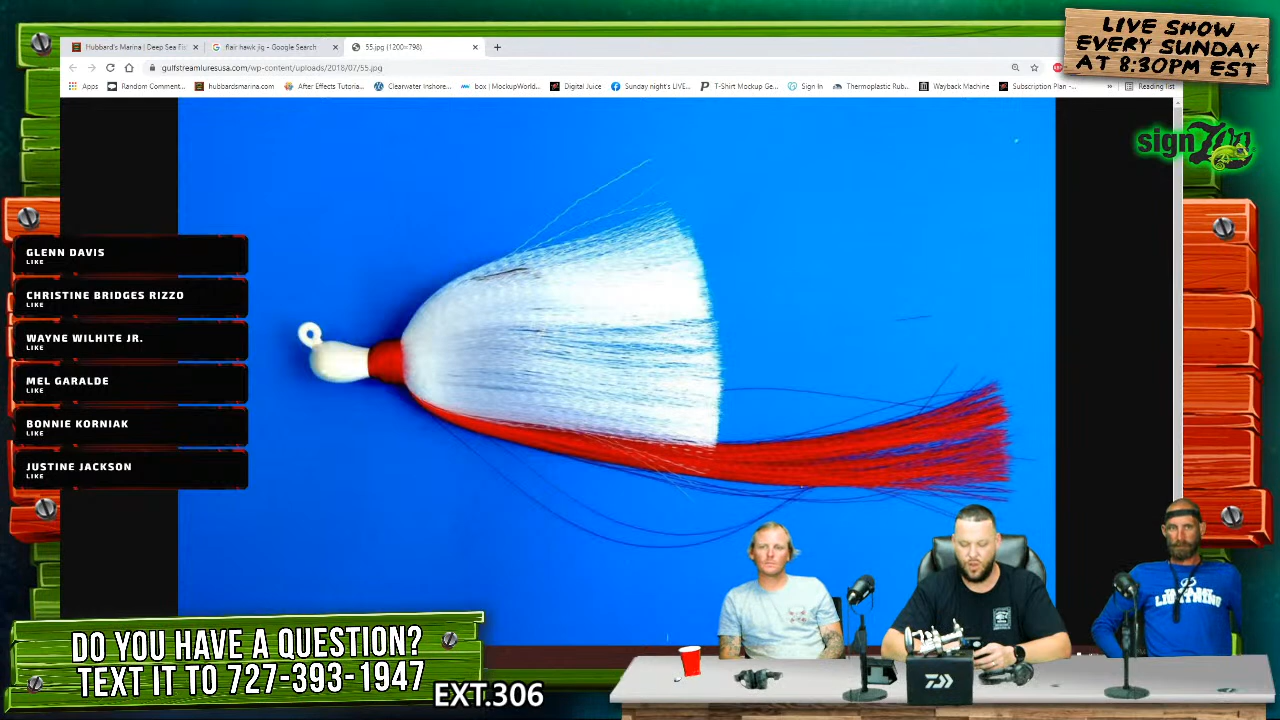 LIVE SHOW
EVERY SUNDAY
AT 8:30PM EST
Hubbard's Marina | Deep Sea Fis
flair hawk jig - Google Search
55.jpg (1200×798)
gulfstreamluresusa.com/wp-content/uploads/2018/07/55.jpg
Apps
Random Comment...
hubbardsmarina.com
After Effects Tutoria...
Clearwater Inshore...
box | MockupWorld...
Digital Juice
Sunday night's LIVE...
T-Shirt Mockup Ge...
Sign In
Thermoplastic Rub...
Wayback Machine
Subscription Plan -...
»
Reading list
sign
GLENN DAVIS
LIKE
CHRISTINE BRIDGES RIZZO
LIKE
WAYNE WILHITE JR.
LIKE
MEL GARALDE
LIKE
BONNIE KORNIAK
LIKE
JUSTINE JACKSON
LIKE
LIGHTNING
DO YOU HAVE A QUESTION?
TEXT IT TO 727-393-1947
EXT.306